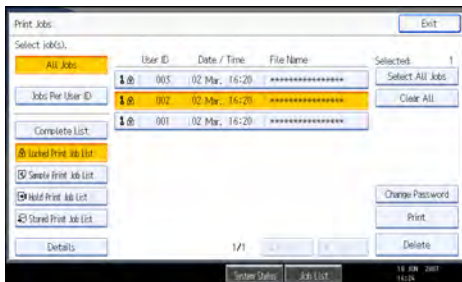 Print Jobs
Exit
Select job(s).
All Jobs
User ID Date / Time File Name
Selected: 1
003 02 Mar. 16:20 ****************
Select All Jobs
Jobs Per User ID
002 02 Mar. 16:20 ****************
Clear All
001 02 Mar. 16:20 ****************
Complete List
Locked Print Job List
Sample Print Job List
Hold Print Job List
Change Password
Stored Print Job List
Print
Details
1/1
Delete
System Status
Job List
18 JUN 2007